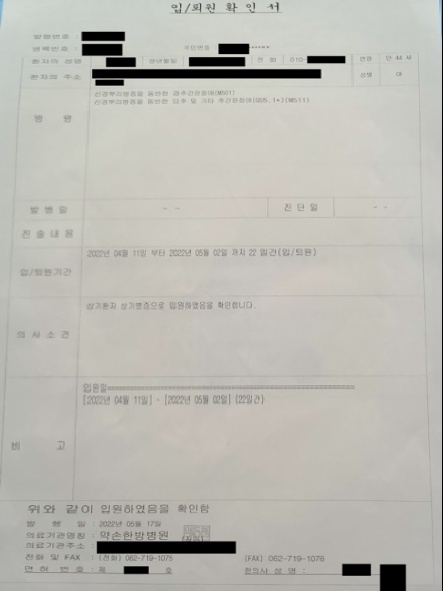 입/퇴원 확 인 서
발행번호 :
병록번호 : 주민번호 : ******
환자의 성명 생년월일 전 화 010- 연령 만 44 세
환자의 주소 성별 여
병 명
신경뿌리병증을 동반한 경추간판장애(M501)
신경뿌리병증을 동반한 요추 및 기타 추간판장애(G55.1*)(M511)
발 병 일 - - 진 단 일 - -
진 술 내 용
입/퇴원기간
2022년 04월 11일 부터 2022년 05월 02일 까지 22 일간(입/퇴원)
의 사 소 견
상기환자 상기병증으로 입원하였음을 확인합니다.
비 고
입원일
[2022년 04월 11일] ~ [2022년 05월 02일] (22일간)
위와 같이 입원하였음을 확인함
발 행 일 : 2022년 05월 17일
의료기관명칭 : 약손한방병원
의료기관주소 :
전화 및 FAX : (전화) 062-719-1075 (FAX) 062-719-1076
면 허 번 호 : 제 호 한의사 성 명 :